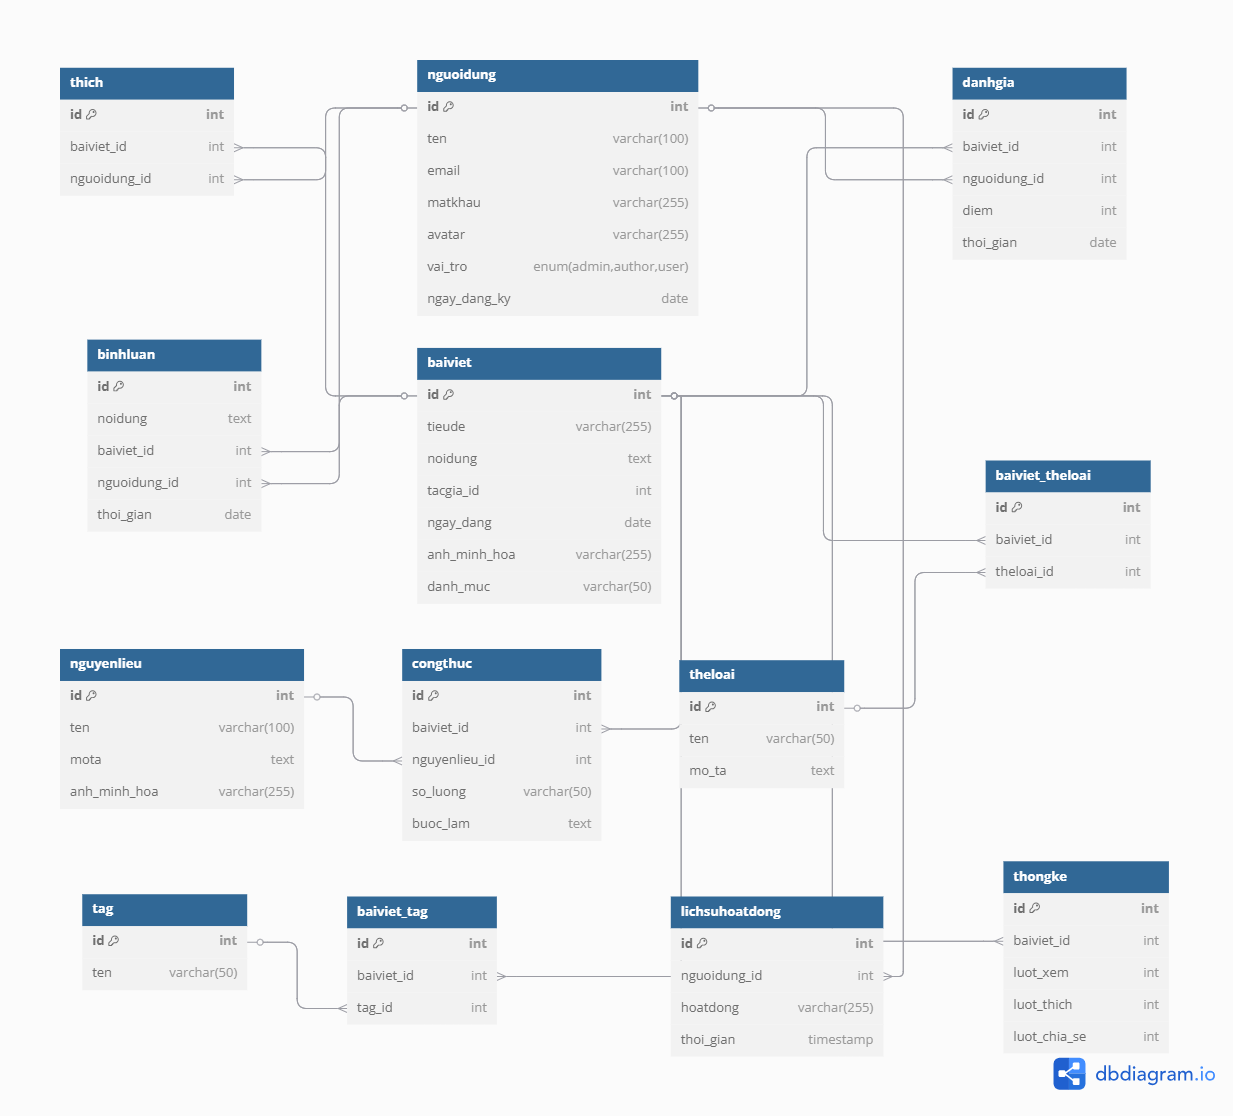 thich
id int
baiviet_id int
nguoidung_id int
nguoidung
id int
ten varchar(100)
email varchar(100)
matkhau varchar(255)
avatar varchar(255)
vai_tro enum(admin,author,user)
ngay_dang_ky date
danhgia
id int
baiviet_id int
nguoidung_id int
diem int
thoi_gian date
binhluan
id int
noidung text
baiviet_id int
nguoidung_id int
thoi_gian date
baiviet
id int
tieude varchar(255)
noidung text
tacgia_id int
ngay_dang date
anh_minh_hoa varchar(255)
danh_muc varchar(50)
baiviet_theloai
id int
baiviet_id int
theloai_id int
nguyenlieu
id int
ten varchar(100)
mota text
anh_minh_hoa varchar(255)
congthuc
id int
baiviet_id int
nguyenlieu_id int
so_luong varchar(50)
buoc_lam text
theloai
id int
ten varchar(50)
mo_ta text
tag
id int
ten varchar(50)
baiviet_tag
id int
baiviet_id int
tag_id int
lichsuhoatdong
id int
nguoidung_id int
hoatdong varchar(255)
thoi_gian timestamp
thongke
id int
baiviet_id int
luot_xem int
luot_thich int
luot_chia_se int
dbdiagram.io